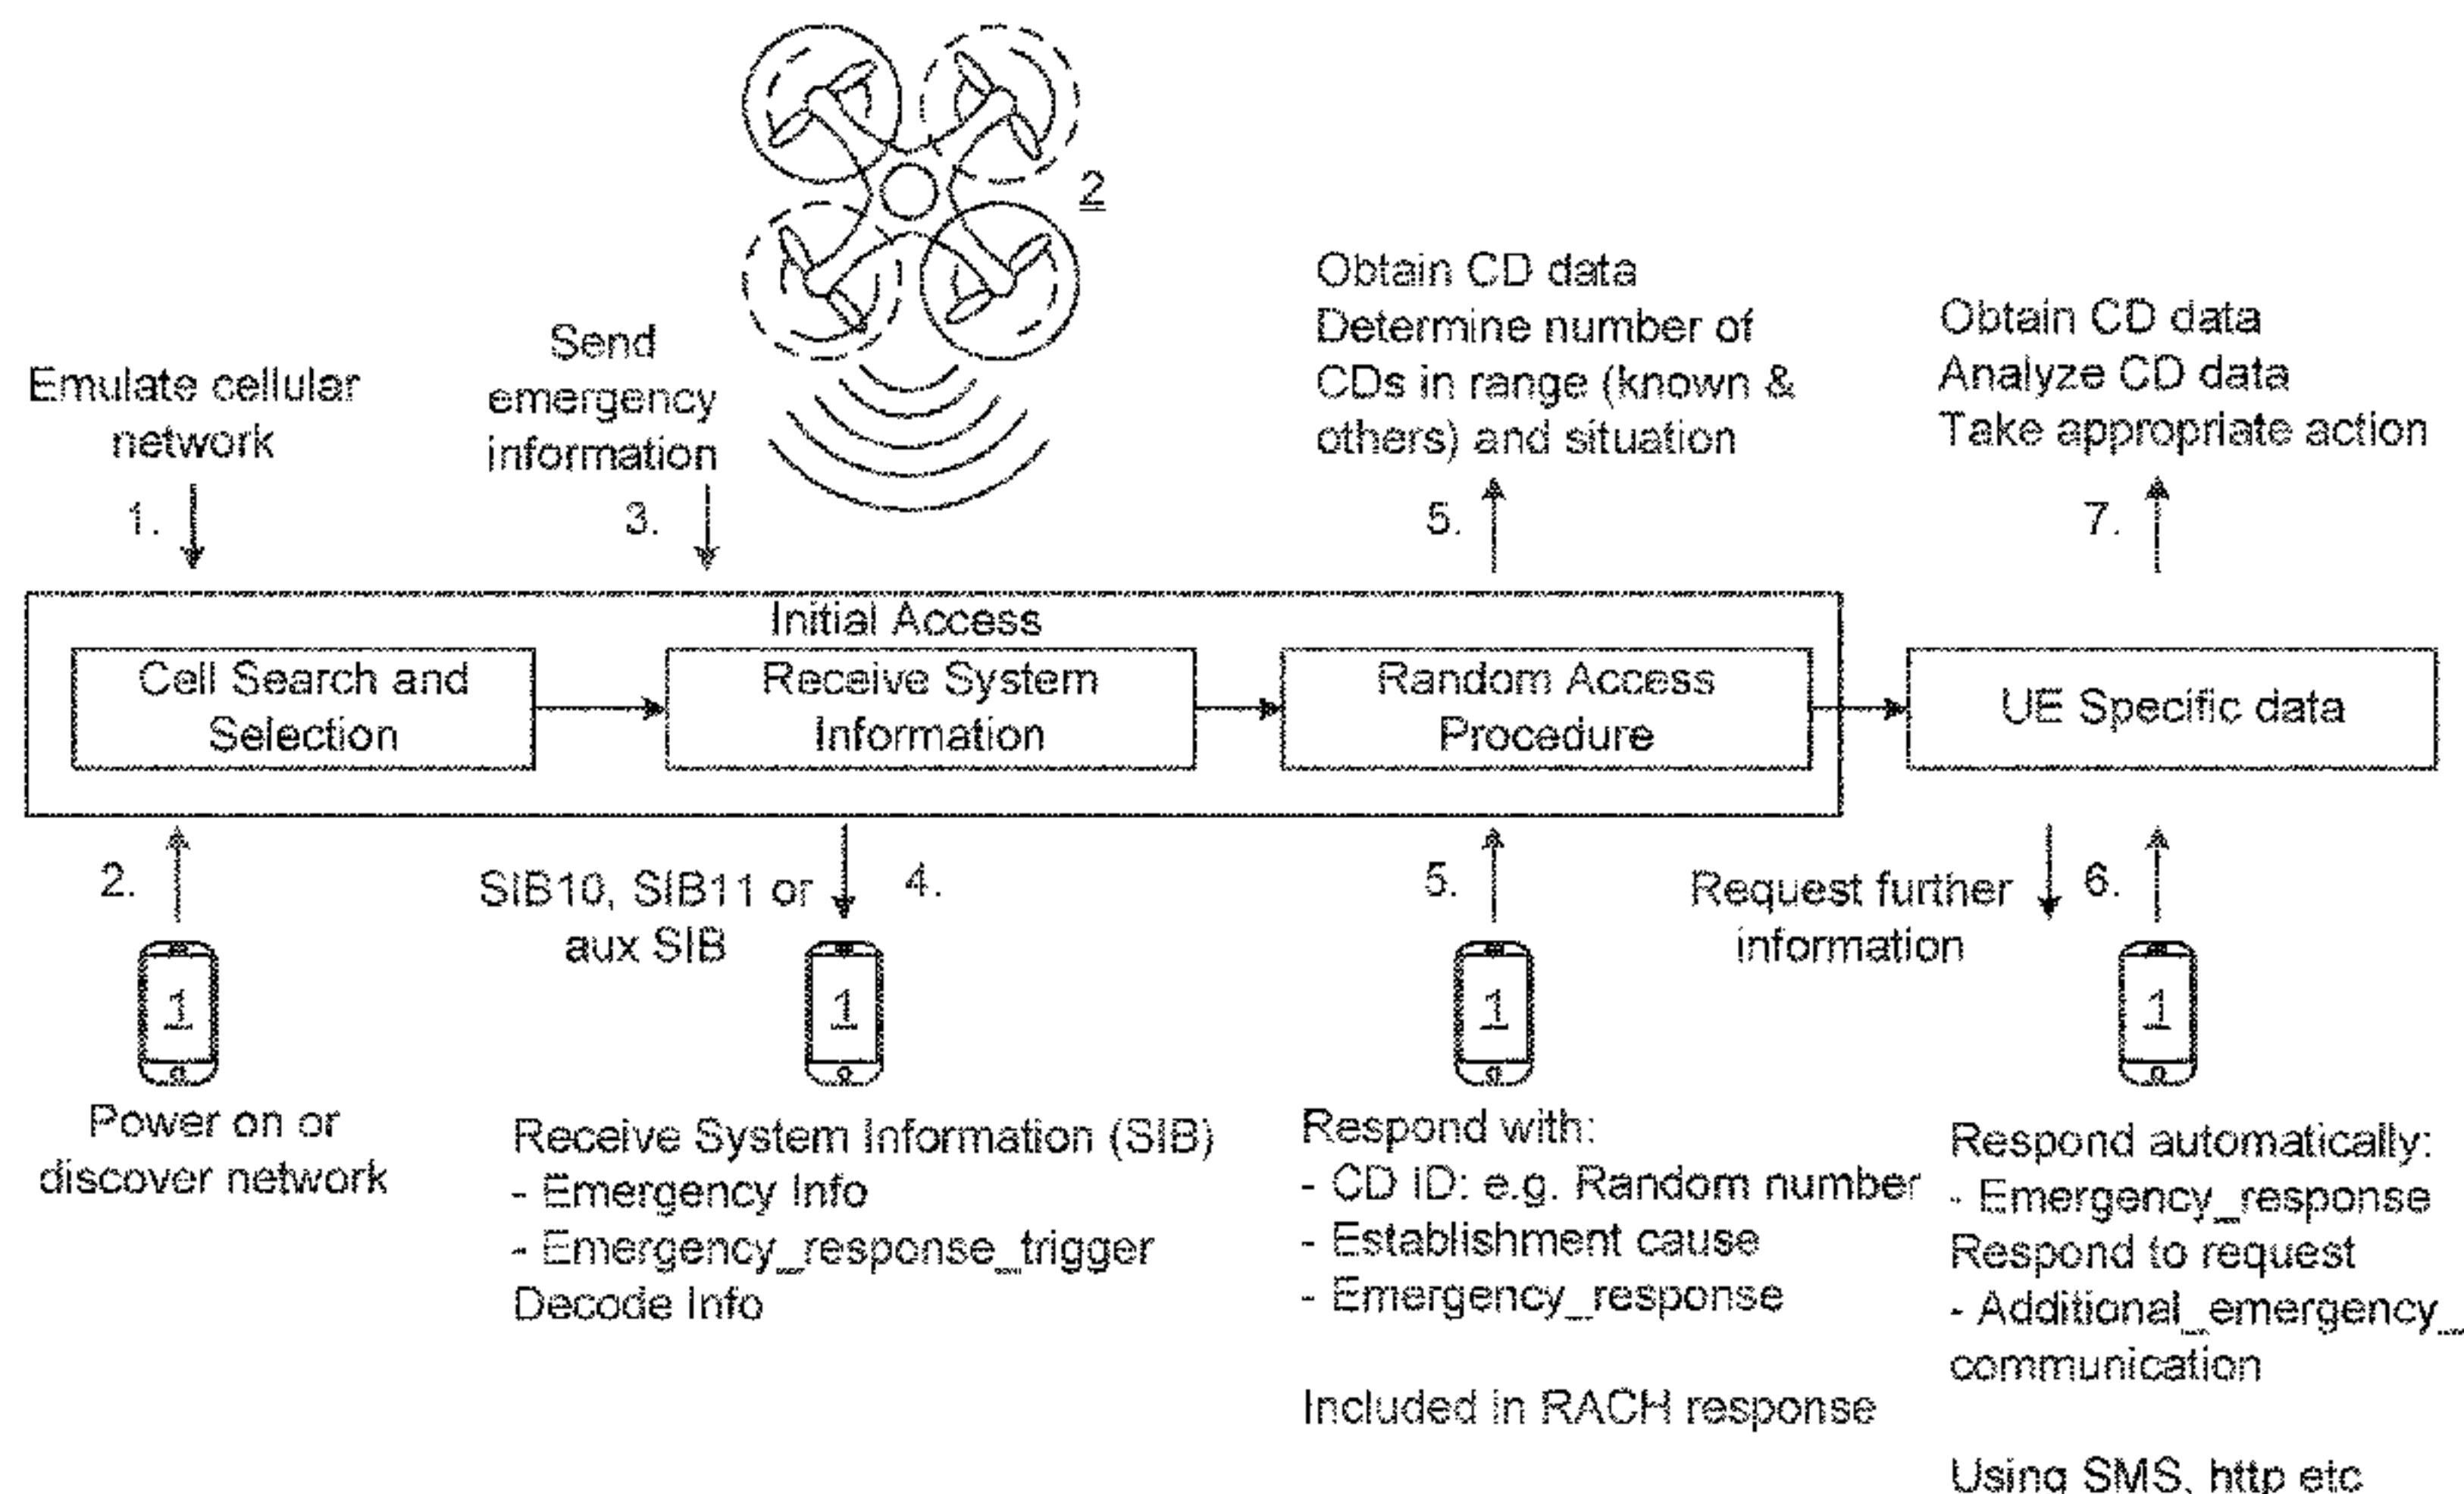 2
Emulate cellular
network
1.
Send
emergency
information
3.
Obtain CD data
Determine number of
CDs in range (known &
others) and situation
5.
Obtain CD data
Analyze CD data
Take appropriate action
7.
Initial Access
Cell Search and
Selection
Receive System
Information
Random Access
Procedure
UE Specific data
2.
1
Power on or
discover network
SIB10, SIB11 or
aux SIB
4.
1
Receive System Information (SIB)
- Emergency Info
- Emergency_response_trigger
Decode Info
5.
1
Respond with:
- CD ID: e.g. Random number
- Establishment cause
- Emergency_response
Included in RACH response
Request further
information
6.
1
Respond automatically:
- Emergency_response
Respond to request
- Additional_emergency_
communication
Using SMS, http etc